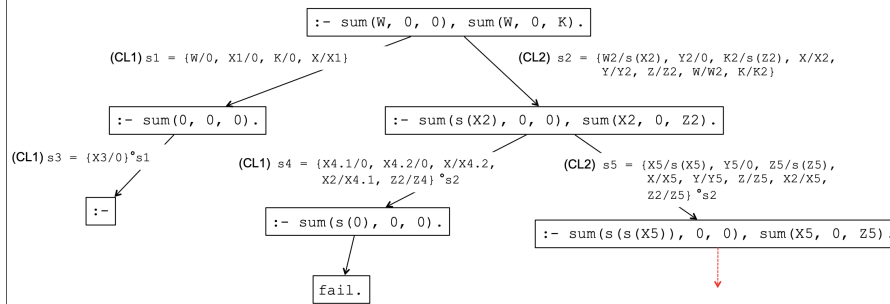 :- sum(W, 0, 0), sum(W, 0, K).
(CL1) s1 = {W/0, X1/0, K/0, X/X1}
(CL2) s2 = {W2/s(X2), Y2/0, K2/s(Z2), X/X2,
Y/Y2, Z/Z2, W/W2, K/K2}
:- sum(0, 0, 0).
:- sum(s(X2), 0, 0), sum(X2, 0, Z2).
(CL1) s3 = {X3/0}°s1
(CL1) s4 = {X4.1/0, X4.2/0, X/X4.2,
X2/X4.1, Z2/Z4}°s2
(CL2) s5 = {X5/s(X5), Y5/0, Z5/s(Z5),
X/X5, Y/Y5, Z/Z5, X2/X5,
Z2/Z5}°s2
:-
:- sum(s(0), 0, 0).
:- sum(s(s(X5)), 0, 0), sum(X5, 0, Z5).
fail.